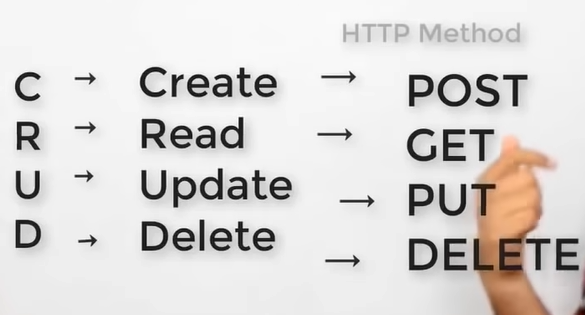 HTTP Method
C → Create → POST
R → Read → GET
U → Update → PUT
D → Delete → DELETE